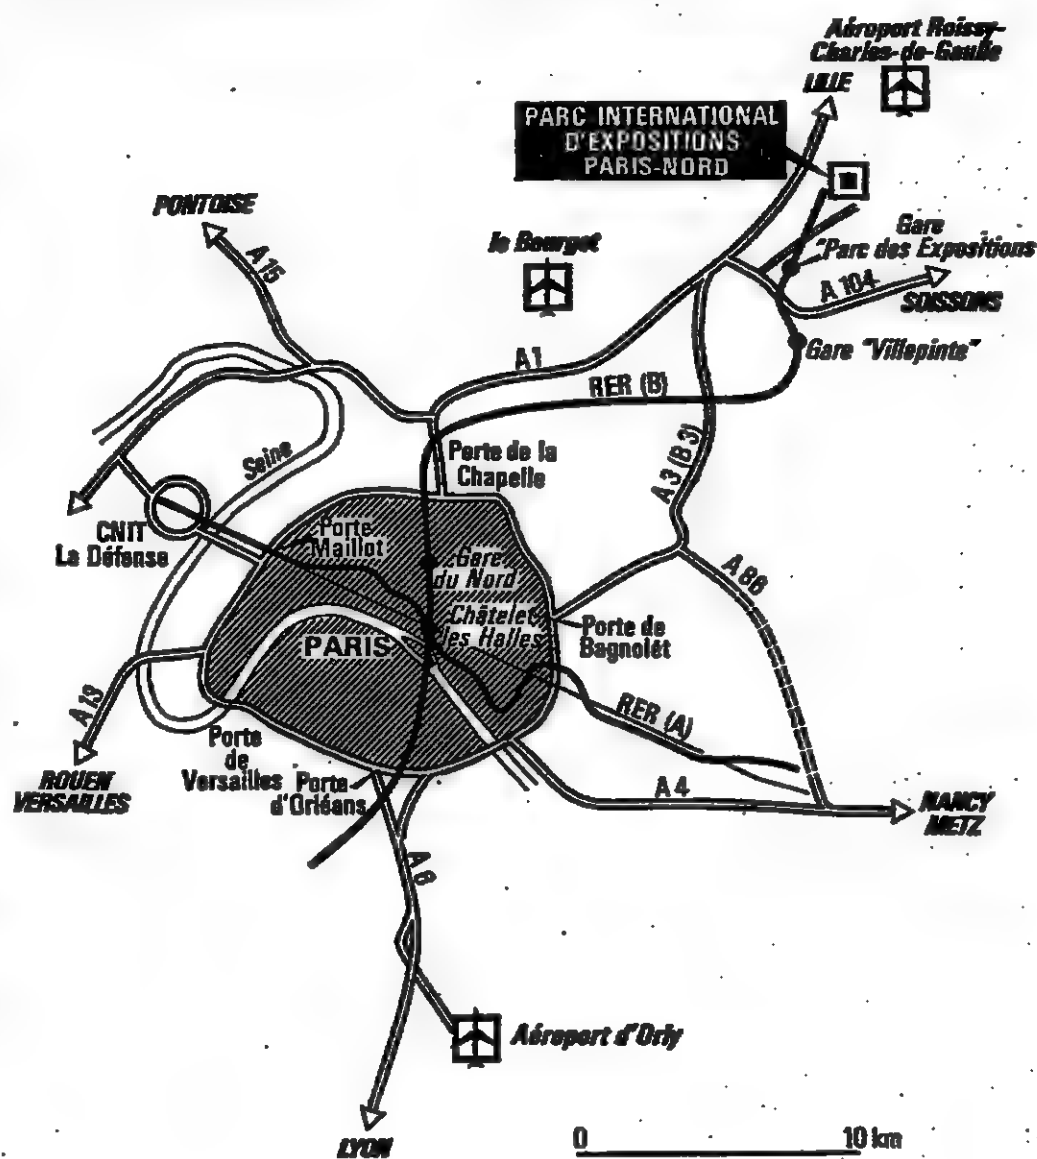 Aéroport Roissy-
Charles-de-Gaulle
LILLE
PARC INTERNATIONAL
D'EXPOSITIONS
PARIS-NORD
PONTOISE
A 15
le Bourget
Gare
"Parc des Expositions
A 104
SOISSONS
Gare "Villepinte"
A 1
RER (B)
Seine
Porte de la
Chapelle
A 3 (B 3)
CNIT
La Défense
Porte
Maillot
Gare
du Nord
Châtelet
les Halles
PARIS
A 86
Porte de
Bagnolet
A 13
RER (A)
ROUEN
VERSAILLES
Porte
de
Versailles
Porte
d'Orléans
A 4
NANCY
METZ
A 6
Aéroport d'Orly
LYON
0 10 km